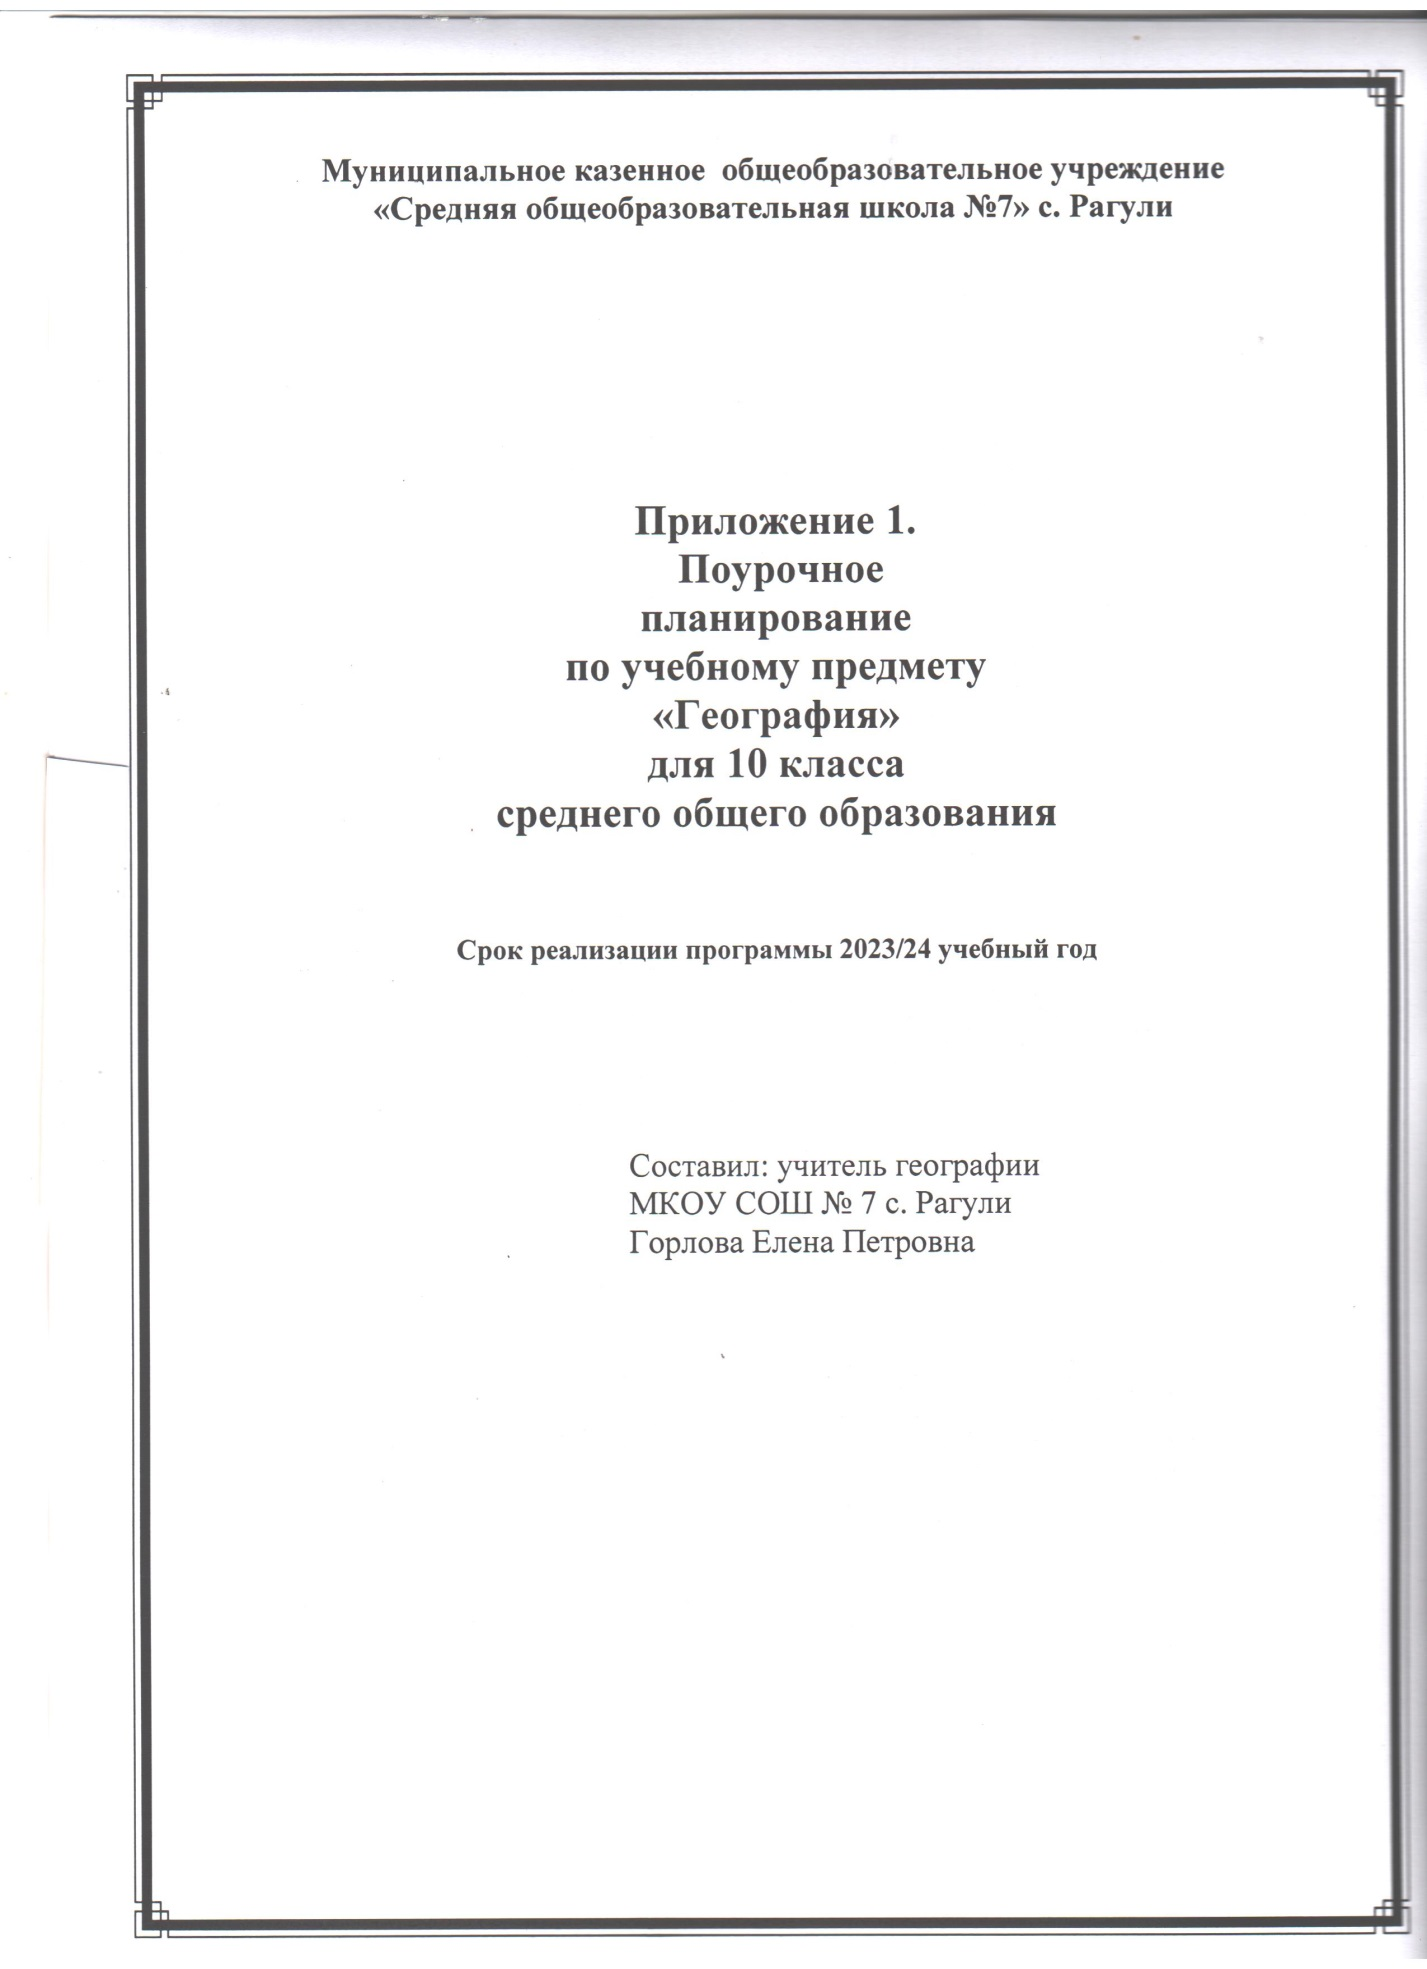 Муниципальное казенное общеобразовательное учреждение
«Средняя общеобразовательная школа №7» с. Рагули
Приложение 1.
Поурочное
планирование
по учебному предмету
«География»
для 10 класса
среднего общего образования
Срок реализации программы 2023/24 учебный год
Составил: учитель географии
МКОУ СОШ № 7 с. Рагули
Горлова Елена Петровна